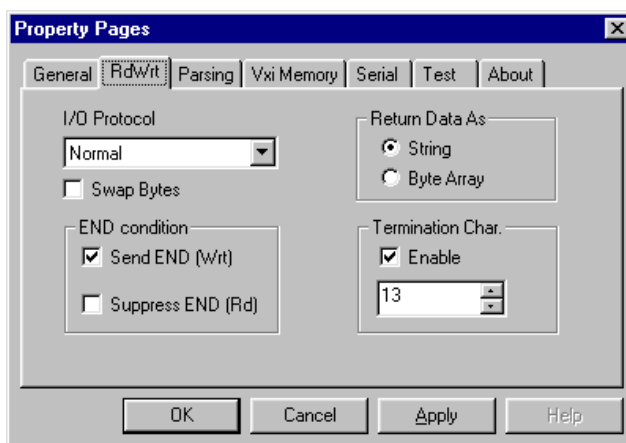 Property Pages
General RdWrt Parsing Vxi Memory Serial Test About
I/O Protocol
Normal
Swap Bytes
END condition
Send END (Wrt)
Suppress END (Rd)
Return Data As
String
Byte Array
Termination Char.
Enable
13
OK Cancel Apply Help